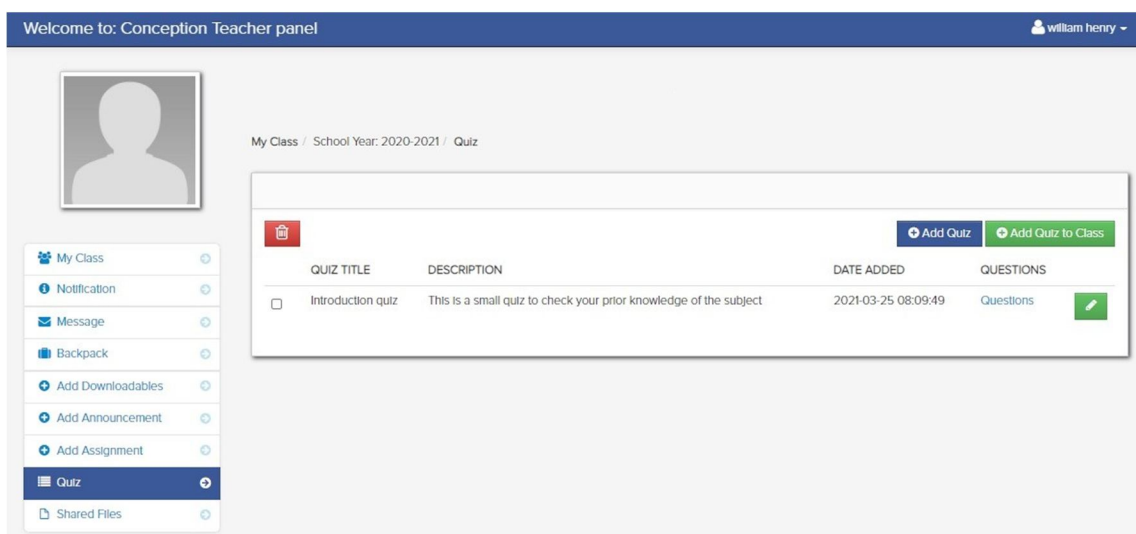 Welcome to: Conception Teacher panel
william henry
My Class / School Year: 2020-2021 / Quiz
Add Quiz
Add Quiz to Class
QUIZ TITLE DESCRIPTION DATE ADDED QUESTIONS
Introduction quiz This is a small quiz to check your prior knowledge of the subject 2021-03-25 08:09:49 Questions
My Class
Notification
Message
Backpack
Add Downloadables
Add Announcement
Add Assignment
Quiz
Shared Files